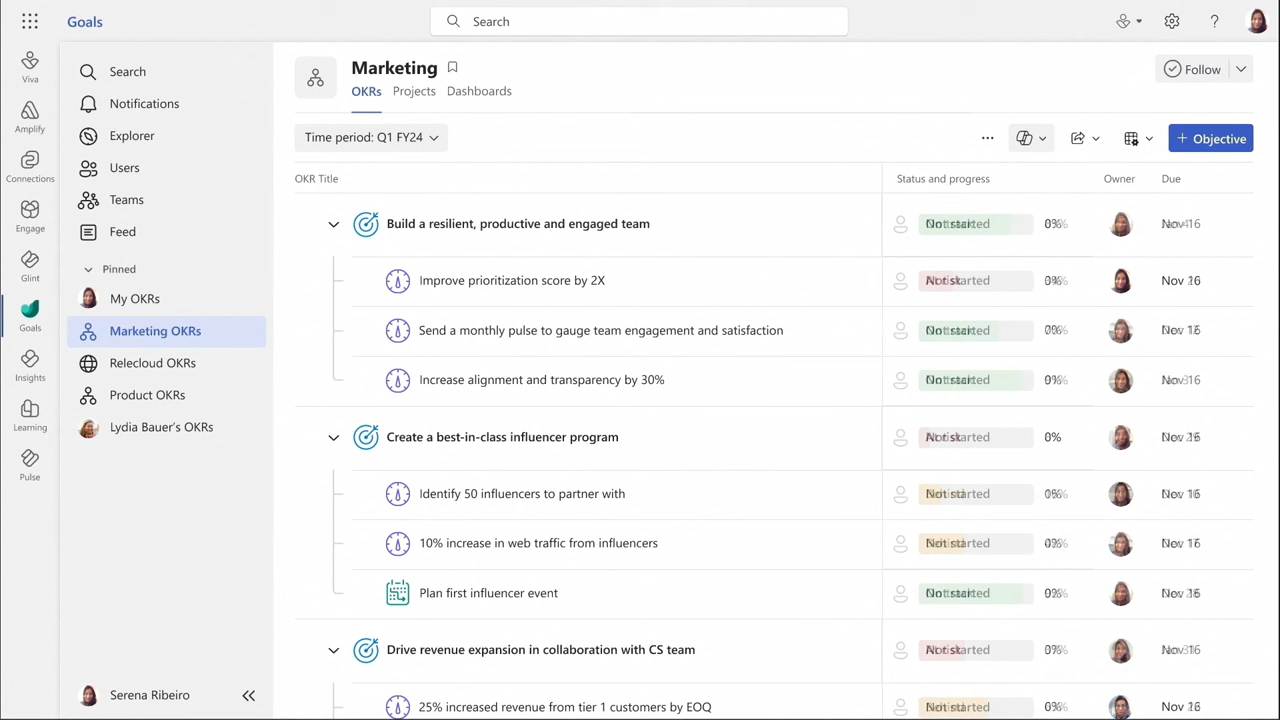 Goals
Search
Viva
Amplify
Connections
Engage
Glint
Goals
Insights
Learning
Pulse
Search
Notifications
Explorer
Users
Teams
Feed
Pinned
My OKRs
Marketing OKRs
Relecloud OKRs
Product OKRs
Lydia Bauer's OKRs
Serena Ribeiro
Marketing
Follow
OKRs Projects Dashboards
Time period: Q1 FY24
+ Objective
OKR Title Status and progress Owner Due
Build a resilient, productive and engaged team
Improve prioritization score by 2X
Send a monthly pulse to gauge team engagement and satisfaction
Increase alignment and transparency by 30%
Create a best-in-class influencer program 0%
Identify 50 influencers to partner with
10% increase in web traffic from influencers
Plan first influencer event
Drive revenue expansion in collaboration with CS team
25% increased revenue from tier 1 customers by EOQ